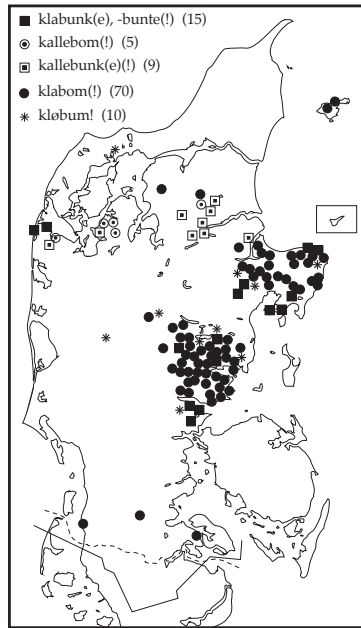 klabunk(e), -bunte(!) (15)
kallebom(!) (5)
kallebunk(e)(!) (9)
klabom(!) (70)
kløbum! (10)